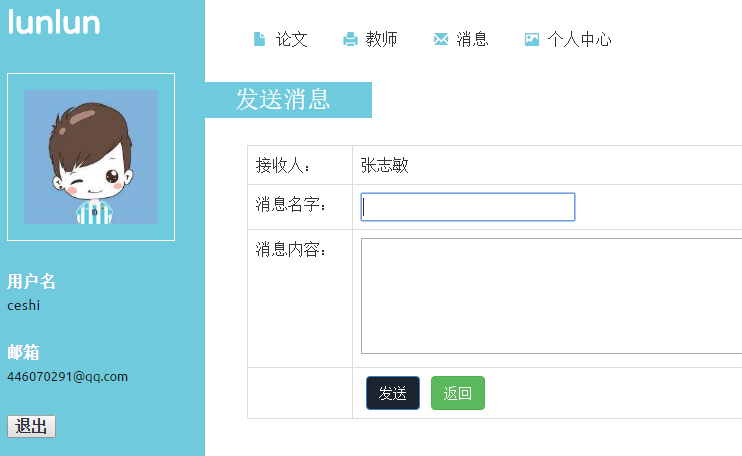 lunlun
论文 教师 消息 个人中心
发送消息
接收人： 张志敏
消息名字：
消息内容：
发送 返回
用户名
ceshi
邮箱
446070291@qq.com
退出